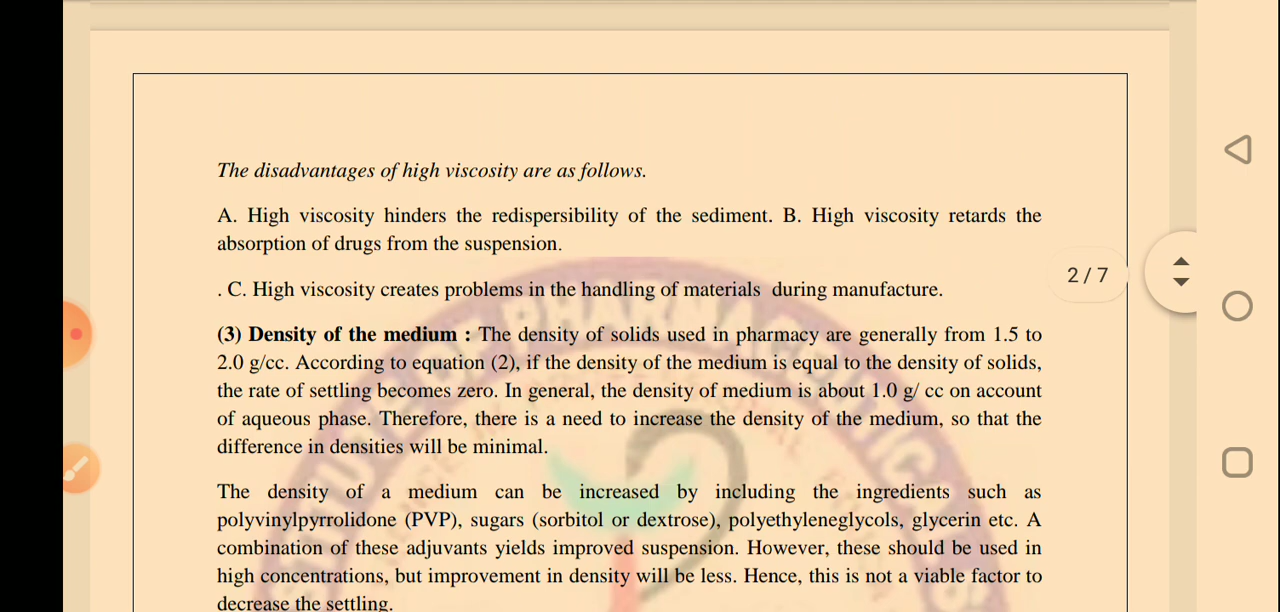 The disadvantages of high viscosity are as follows.
A. High viscosity hinders the redispersibility of the sediment. B. High viscosity retards the
absorption of drugs from the suspension.
. C. High viscosity creates problems in the handling of materials during manufacture.
2 / 7
(3) Density of the medium : The density of solids used in pharmacy are generally from 1.5 to
2.0 g/cc. According to equation (2), if the density of the medium is equal to the density of solids,
the rate of settling becomes zero. In general, the density of medium is about 1.0 g/ cc on account
of aqueous phase. Therefore, there is a need to increase the density of the medium, so that the
difference in densities will be minimal.
The density of a medium can be increased by including the ingredients such as
polyvinylpyrrolidone (PVP), sugars (sorbitol or dextrose), polyethyleneglycols, glycerin etc. A
combination of these adjuvants yields improved suspension. However, these should be used in
high concentrations, but improvement in density will be less. Hence, this is not a viable factor to
decrease the settling.